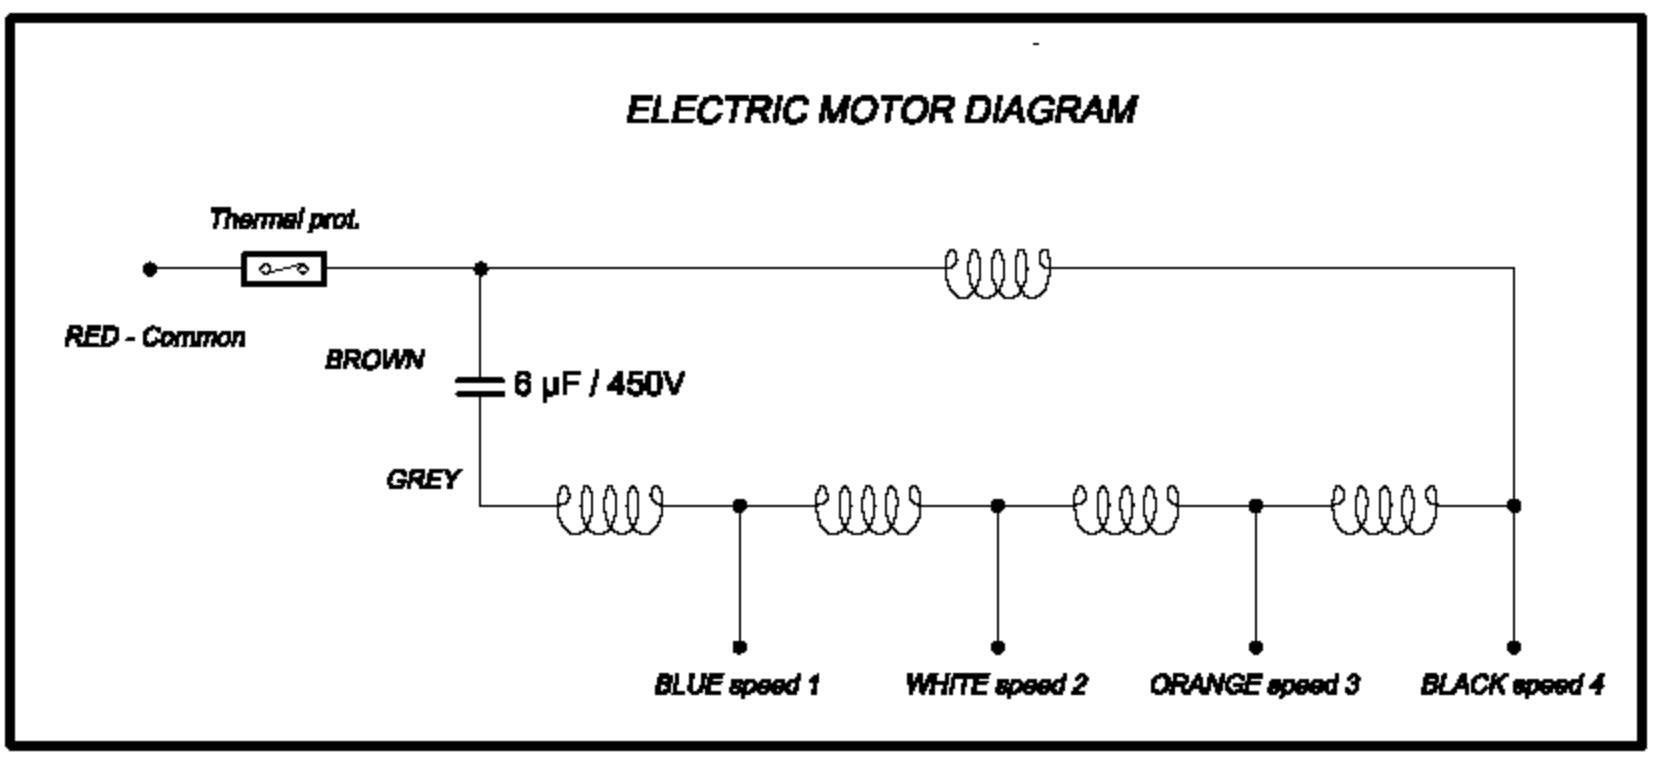 ELECTRIC MOTOR DIAGRAM
Thermal prot.
RED - Common
BROWN
6 µF / 450V
GREY
BLUE speed 1
WHITE speed 2
ORANGE speed 3
BLACK speed 4